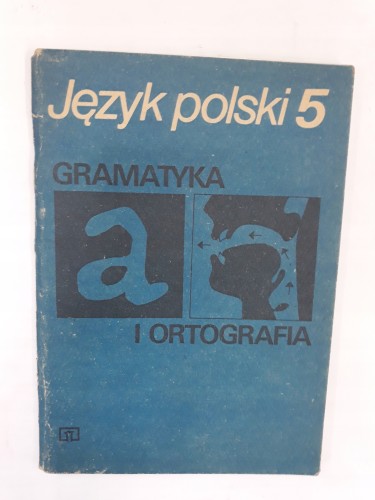 Język polski 5
GRAMATYKA
a
I ORTOGRAFIA